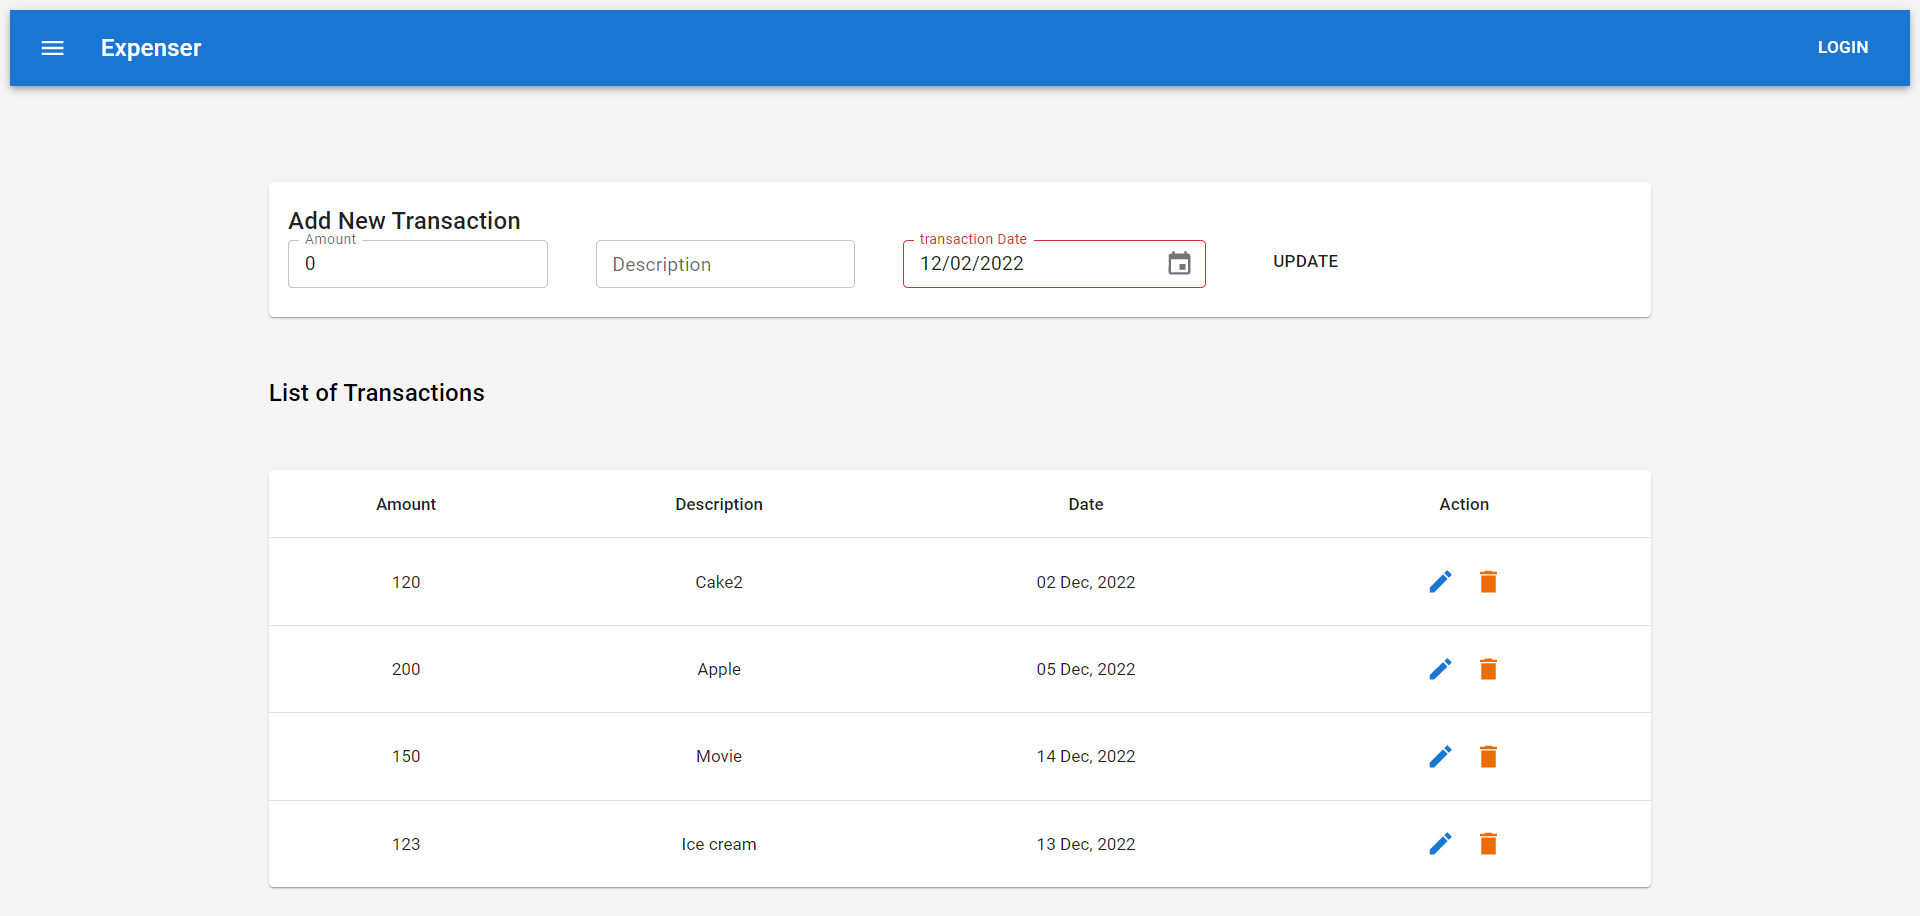 Expenser LOGIN
Add New Transaction
Amount transaction Date
0 Description 12/02/2022 UPDATE
List of Transactions
Amount Description Date Action
120 Cake2 02 Dec, 2022
200 Apple 05 Dec, 2022
150 Movie 14 Dec, 2022
123 Ice cream 13 Dec, 2022